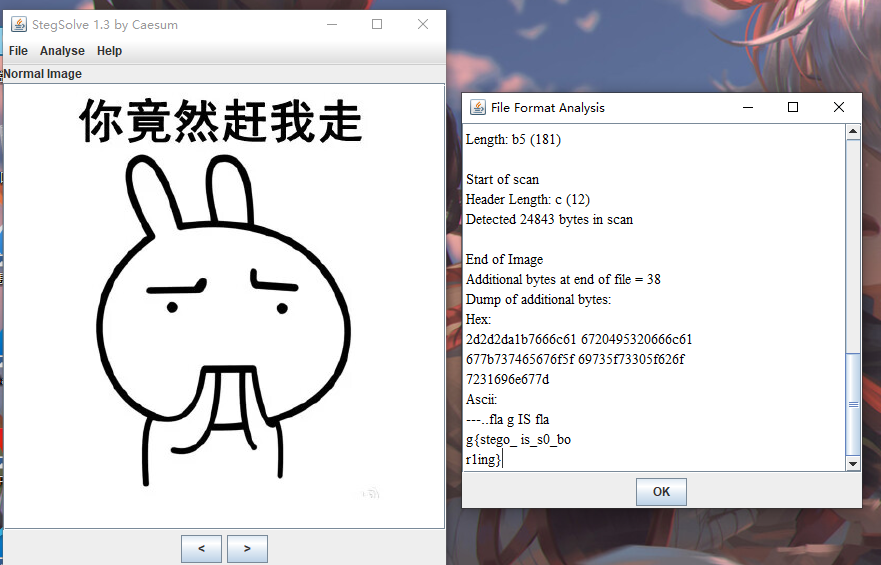 StegSolve 1.3 by Caesum
File Analyse Help
Normal Image
你竟然赶我走
< >
File Format Analysis
Length: b5 (181)
Start of scan
Header Length: c (12)
Detected 24843 bytes in scan
End of Image
Additional bytes at end of file = 38
Dump of additional bytes:
Hex:
2d2d2da1b7666c61 6720495320666c61
677b737465676f5f 69735f73305f626f
7231696e677d
Ascii:
---..fla g IS fla
g{stego_ is_s0_bo
r1ing}
OK